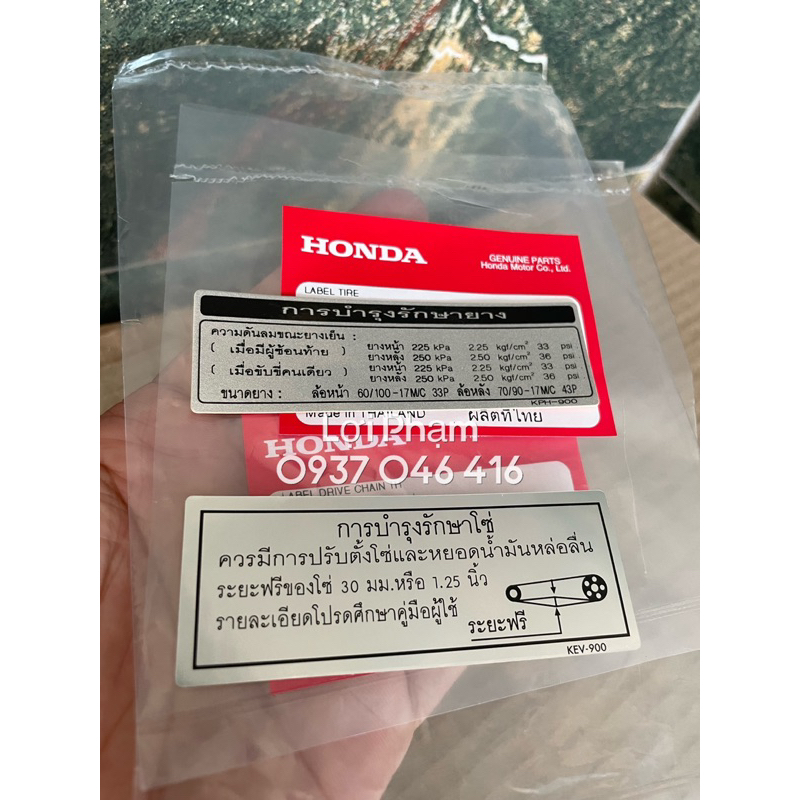 HONDA
GENUINE PARTS
Honda Motor Co., Ltd.
LABEL TIRE
การบำรุงรักษายาง
ความดันลมขณะยางเย็น :
( เมื่อมีผู้ซ้อนท้าย ) ยางหน้า 225 kPa 2.25 kgf/cm² 33 psi
ยางหลัง 250 kPa 2.50 kgf/cm² 36 psi
( เมื่อขับขี่คนเดียว ) ยางหน้า 225 kPa 2.25 kgf/cm² 33 psi
ยางหลัง 250 kPa 2.50 kgf/cm² 36 psi
ขนาดยาง : ล้อหน้า 60/100-17M/C 33P ล้อหลัง 70/90-17M/C 43P
KPH-900
Made in THAILAND ผลิตที่ไทย
Lợi Phạm
HONDA
0937 046 416
LABEL DRIVE CHAIN TH
การบำรุงรักษาโซ่
ควรมีการปรับตั้งโซ่และหยอดน้ำมันหล่อลื่น
ระยะฟรีของโซ่ 30 มม.หรือ 1.25 นิ้ว
รายละเอียดโปรดศึกษาคู่มือผู้ใช้
ระยะฟรี
KEV-900